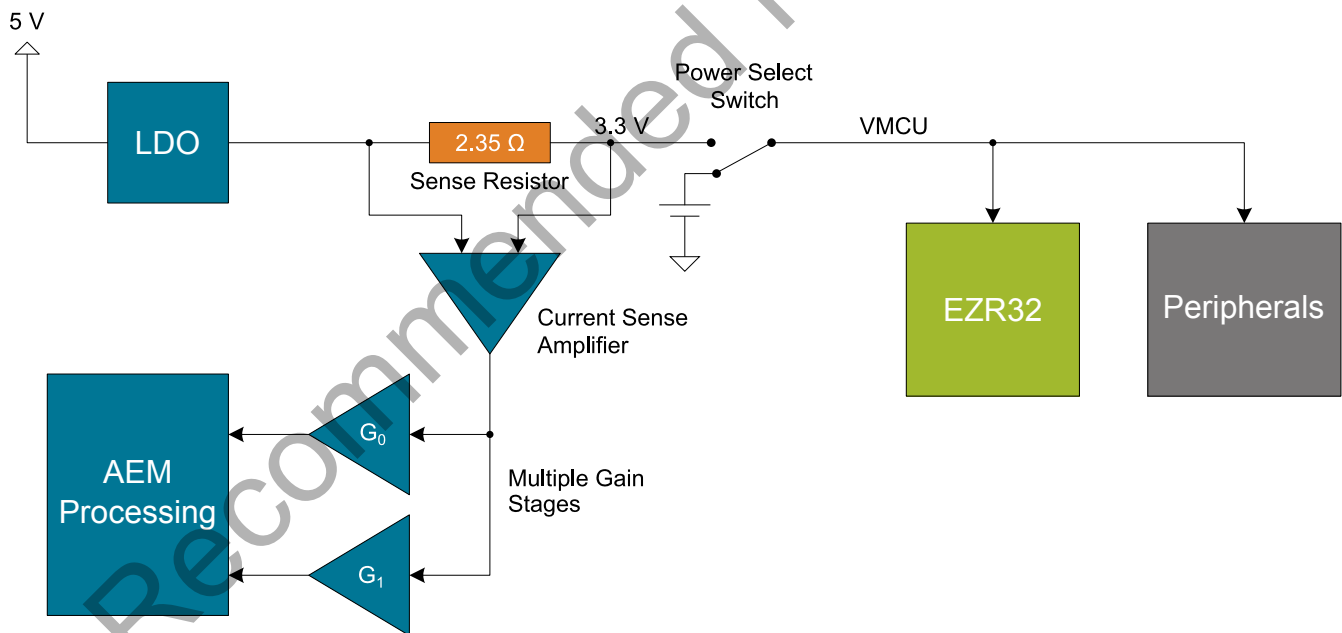 5 V
LDO
2.35 Ω
Sense Resistor
3.3 V
Power Select
Switch
VMCU
EZR32
Peripherals
Current Sense
Amplifier
G0
G1
Multiple Gain
Stages
AEM
Processing
Recommended